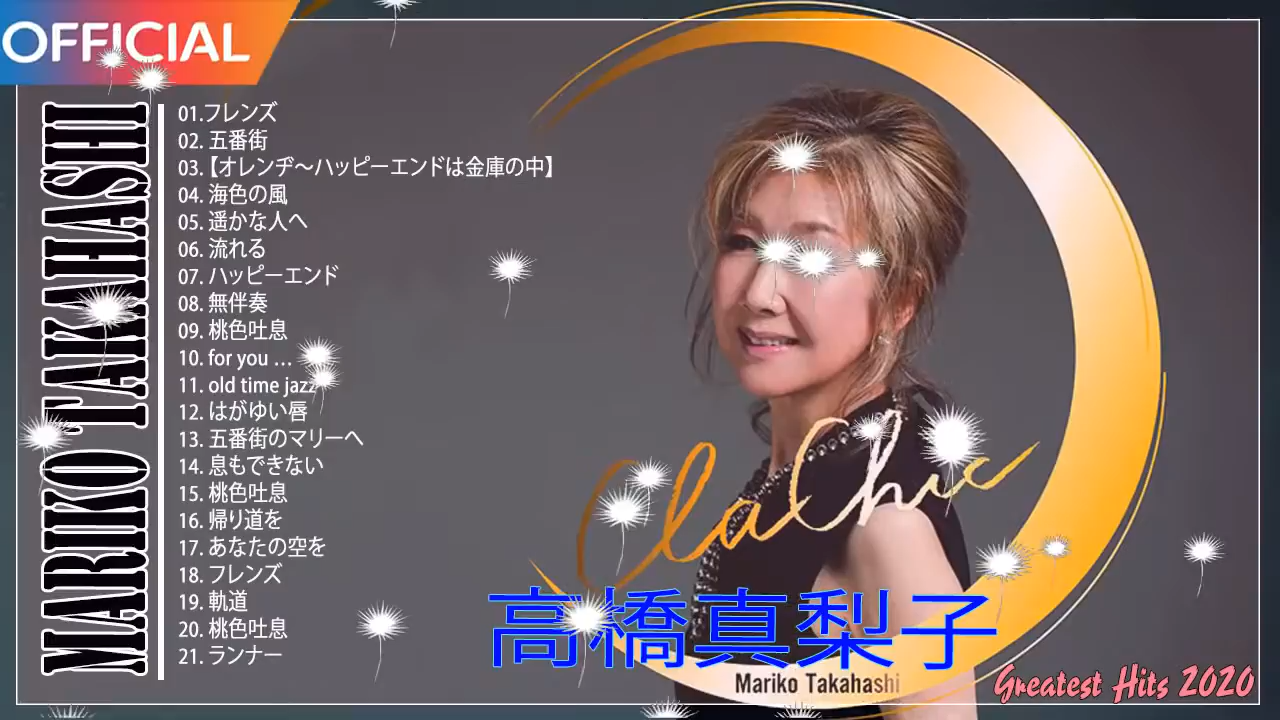 OFFICIAL
MARIKO TAKAHASHI
01.フレンズ
02. 五番街
03.【オレンヂ～ハッピーエンドは金庫の中】
04. 海色の風
05. 遥かな人へ
06. 流れる
07. ハッピーエンド
08. 無伴奏
09. 桃色吐息
10. for you ...
11. old time jazz
12. はがゆい唇
13. 五番街のマリーへ
14. 息もできない
15. 桃色吐息
16. 帰り道を
17. あなたの空を
18. フレンズ
19. 軌道
20. 桃色吐息
21. ランナー
ClaChic
高橋真梨子
Mariko Takahashi
Greatest Hits 2020